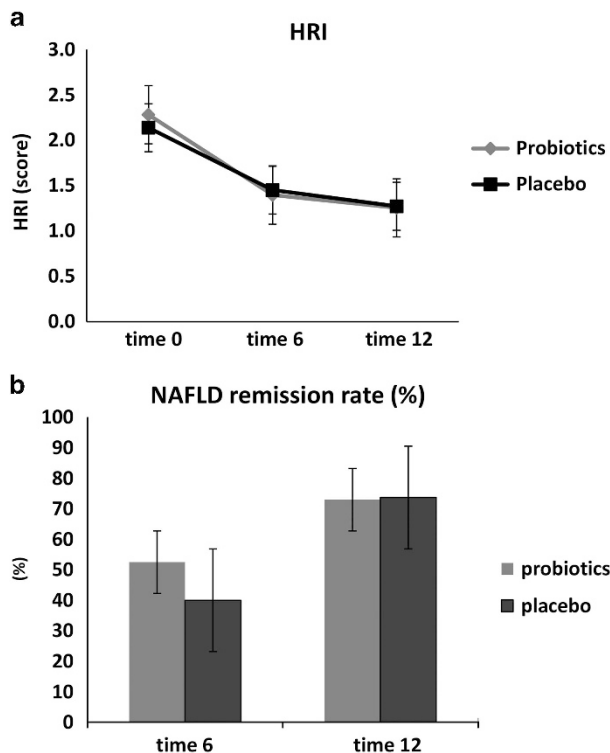 a
HRI
3.0
2.5
2.0
1.5
1.0
0.5
0.0
HRI (score)
time 0
time 6
time 12
Probiotics
Placebo
b
NAFLD remission rate (%)
100
90
80
70
60
50
40
30
20
10
0
(%)
time 6
time 12
probiotics
placebo